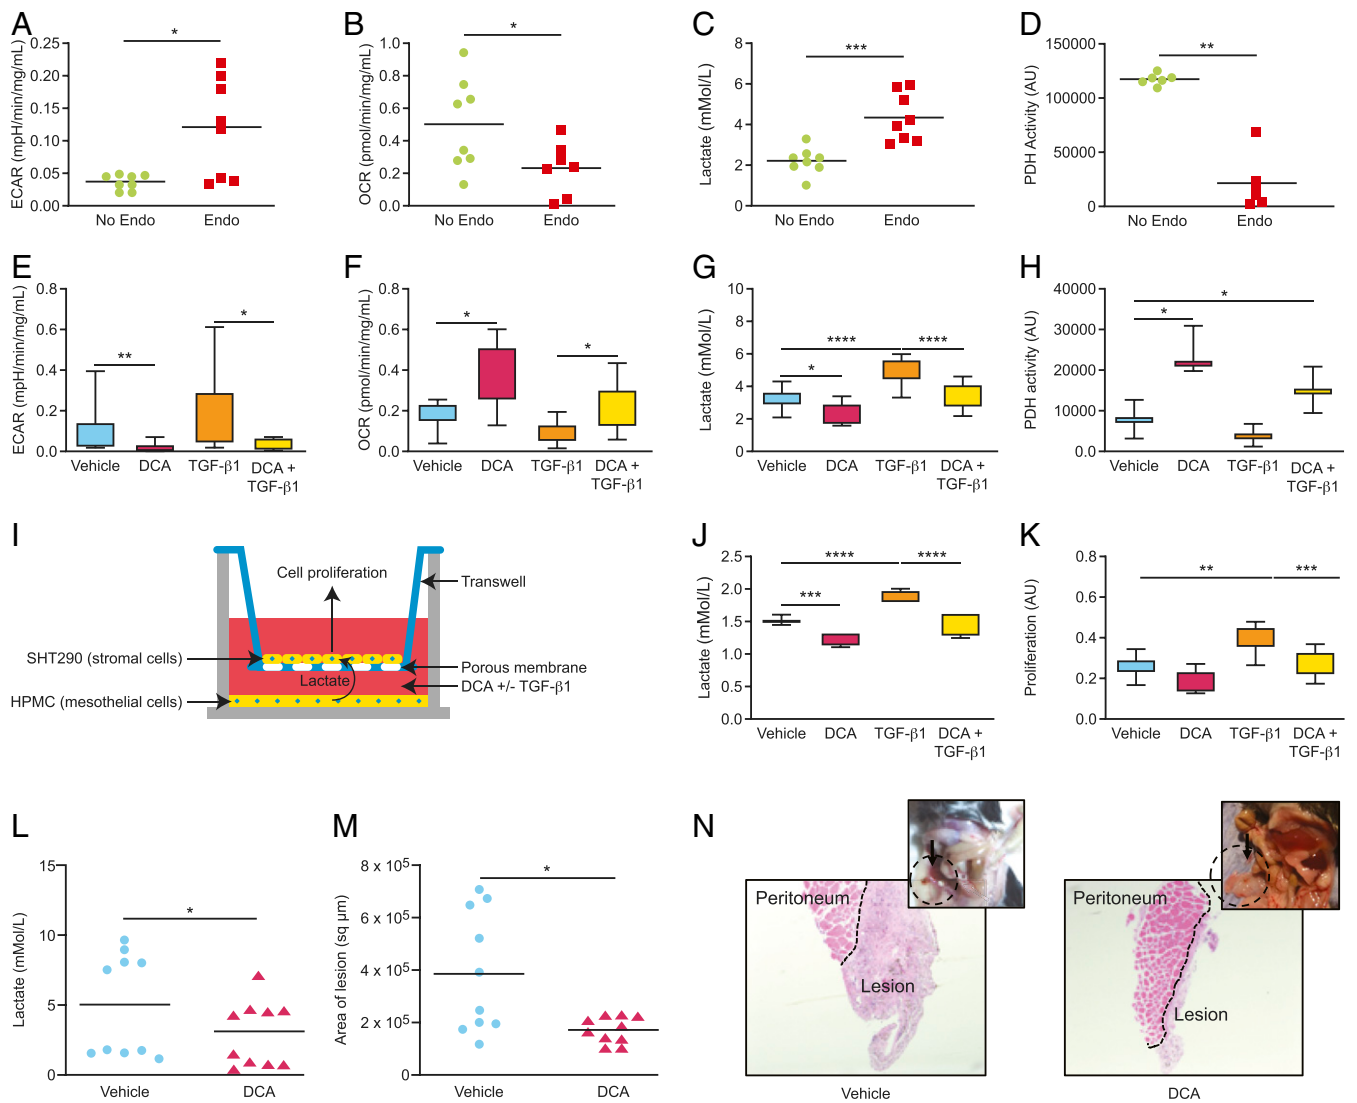 A
ECAR (mpH/min/mg/mL)
0.25
0.20
0.15
0.10
0.05
0.00
*
No Endo
Endo
B
OCR (pmol/min/mg/mL)
1.0
0.8
0.6
0.4
0.2
0.0
*
No Endo
Endo
C
Lactate (mMol/L)
8
6
4
2
0
***
No Endo
Endo
D
PDH Activity (AU)
150000
100000
50000
0
**
No Endo
Endo
E
ECAR (mpH/min/mg/mL)
0.8
0.6
0.4
0.2
0.0
**
*
Vehicle
DCA
TGF-β1
DCA +
TGF-β1
F
OCR (pmol/min/mg/mL)
0.8
0.6
0.4
0.2
0.0
*
*
Vehicle
DCA
TGF-β1
DCA +
TGF-β1
G
Lactate (mMol/L)
10
8
6
4
2
0
****
****
*
Vehicle
DCA
TGF-β1
DCA +
TGF-β1
H
PDH activity (AU)
40000
30000
20000
10000
0
*
*
Vehicle
DCA
TGF-β1
DCA +
TGF-β1
I
Cell proliferation
Transwell
SHT290 (stromal cells)
Porous membrane
Lactate
DCA +/- TGF-β1
HPMC (mesothelial cells)
J
Lactate (mMol/L)
2.5
2.0
1.5
1.0
0.5
0.0
****
****
***
Vehicle
DCA
TGF-β1
DCA +
TGF-β1
K
Proliferation (AU)
0.8
0.6
0.4
0.2
0.0
**
***
Vehicle
DCA
TGF-β1
DCA +
TGF-β1
L
Lactate (mMol/L)
15
10
5
0
*
Vehicle
DCA
M
Area of lesion (sq µm)
8 x 10⁵
6 x 10⁵
4 x 10⁵
2 x 10⁵
0
*
Vehicle
DCA
N
Peritoneum
Lesion
Vehicle
Peritoneum
Lesion
DCA